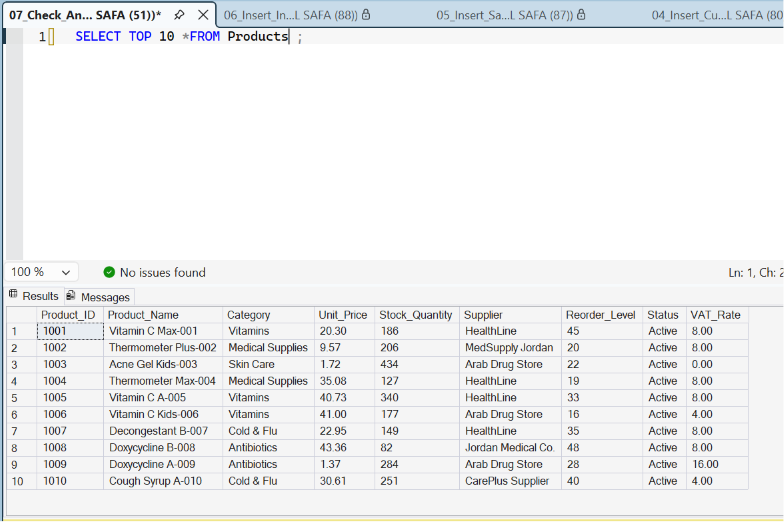 07_Check_An... SAFA (51))* 06_Insert_In...L SAFA (88)) 05_Insert_Sa...L SAFA (87)) 04_Insert_Cu...L SAFA (80
1 SELECT TOP 10 *FROM Products ;
100 % No issues found Ln: 1, Ch: 2
Results Messages
Product_ID Product_Name Category Unit_Price Stock_Quantity Supplier Reorder_Level Status VAT_Rate
1 1001 Vitamin C Max-001 Vitamins 20.30 186 HealthLine 45 Active 8.00
2 1002 Thermometer Plus-002 Medical Supplies 9.57 206 MedSupply Jordan 20 Active 8.00
3 1003 Acne Gel Kids-003 Skin Care 1.72 434 Arab Drug Store 22 Active 0.00
4 1004 Thermometer Max-004 Medical Supplies 35.08 127 HealthLine 19 Active 8.00
5 1005 Vitamin C A-005 Vitamins 40.73 340 HealthLine 33 Active 8.00
6 1006 Vitamin C Kids-006 Vitamins 41.00 177 Arab Drug Store 16 Active 4.00
7 1007 Decongestant B-007 Cold & Flu 22.95 149 HealthLine 35 Active 8.00
8 1008 Doxycycline B-008 Antibiotics 43.36 82 Jordan Medical Co. 48 Active 8.00
9 1009 Doxycycline A-009 Antibiotics 1.37 284 Arab Drug Store 28 Active 16.00
10 1010 Cough Syrup A-010 Cold & Flu 30.61 251 CarePlus Supplier 40 Active 4.00